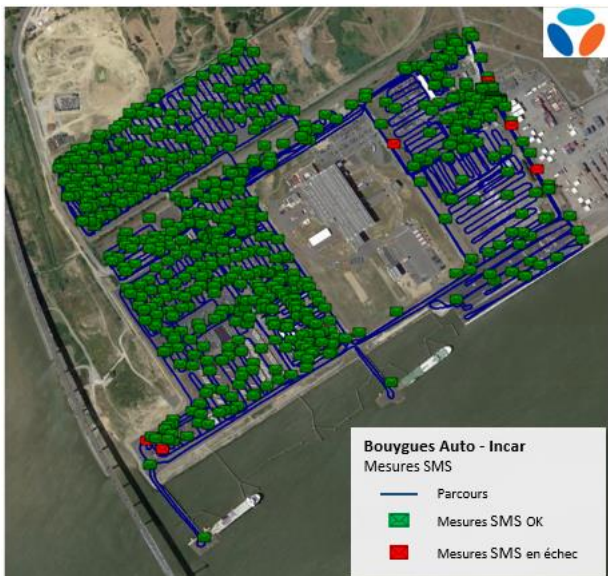 Bouygues Auto - Incar
Mesures SMS
Parcours
Mesures SMS OK
Mesures SMS en échec